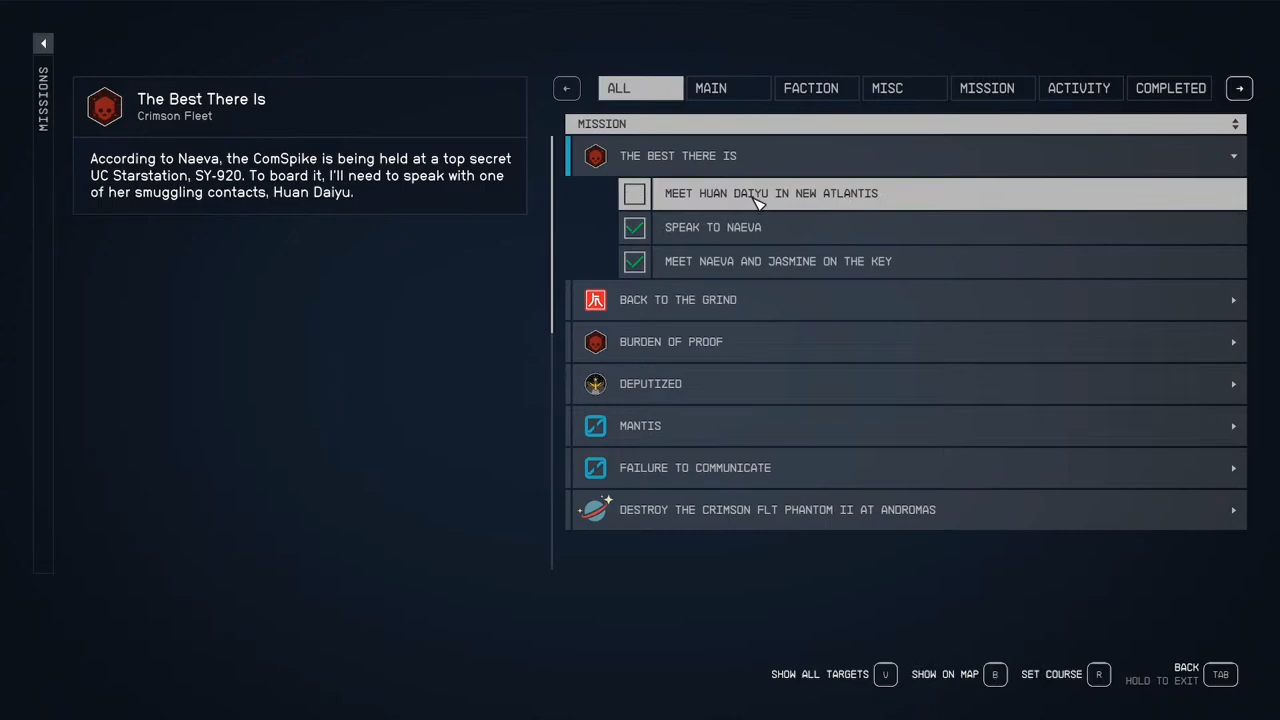 MISSIONS
The Best There Is
Crimson Fleet
According to Naeva, the ComSpike is being held at a top secret
UC Starstation, SY-920. To board it, I'll need to speak with one
of her smuggling contacts, Huan Daiyu.
ALL MAIN FACTION MISC MISSION ACTIVITY COMPLETED
MISSION
THE BEST THERE IS
MEET HUAN DAIYU IN NEW ATLANTIS
SPEAK TO NAEVA
MEET NAEVA AND JASMINE ON THE KEY
BACK TO THE GRIND
BURDEN OF PROOF
DEPUTIZED
MANTIS
FAILURE TO COMMUNICATE
DESTROY THE CRIMSON FLT PHANTOM II AT ANDROMAS
SHOW ALL TARGETS V SHOW ON MAP B SET COURSE R BACK TAB
HOLD TO EXIT